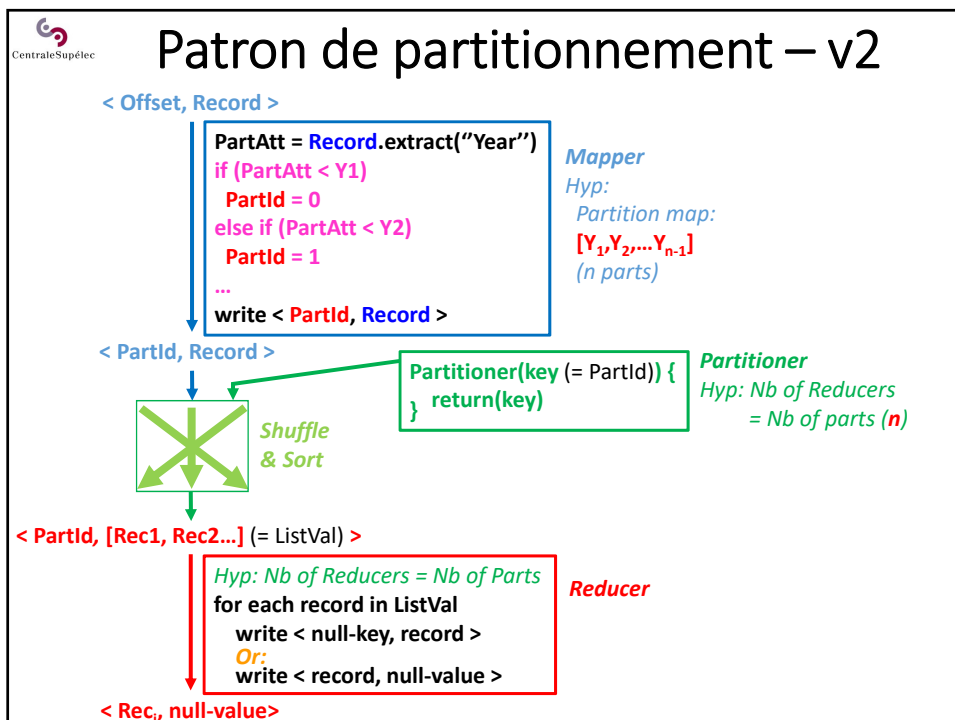 CentraleSupélec
Patron de partitionnement – v2
< Offset, Record >
PartAtt = Record.extract(‘’Year’’)
if (PartAtt < Y1)
PartId = 0
else if (PartAtt < Y2)
PartId = 1
…
write < PartId, Record >
Mapper
Hyp:
Partition map:
[Y1,Y2,…Yn-1]
(n parts)
< PartId, Record >
Partitioner(key (= PartId)) {
return(key)
}
Partitioner
Hyp: Nb of Reducers
= Nb of parts (n)
Shuffle
& Sort
< PartId, [Rec1, Rec2…] (= ListVal) >
Hyp: Nb of Reducers = Nb of Parts
for each record in ListVal
write < null-key, record >
Or:
write < record, null-value >
Reducer
< Reci, null-value>